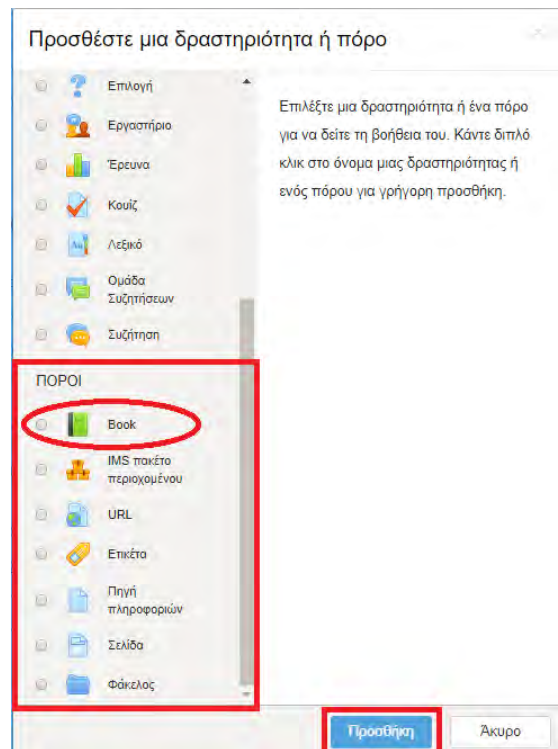 Προσθέστε μια δραστηριότητα ή πόρο
Επιλογή
Εργαστήριο
Έρευνα
Κουίζ
Λεξικό
Ομάδα
Συζητήσεων
Συζήτηση
ΠΟΡΟΙ
Book
IMS πακέτο
περιοχομένου
URL
Ετικέτα
Πηγή
πληροφοριών
Σελίδα
Φάκελος
Επιλέξτε μια δραστηριότητα ή ένα πόρο
για να δείτε τη βοήθεια του. Κάντε διπλό
κλικ στο όνομα μιας δραστηριότητας ή
ενός πόρου για γρήγορη προσθήκη.
Προσθήκη
Άκυρο